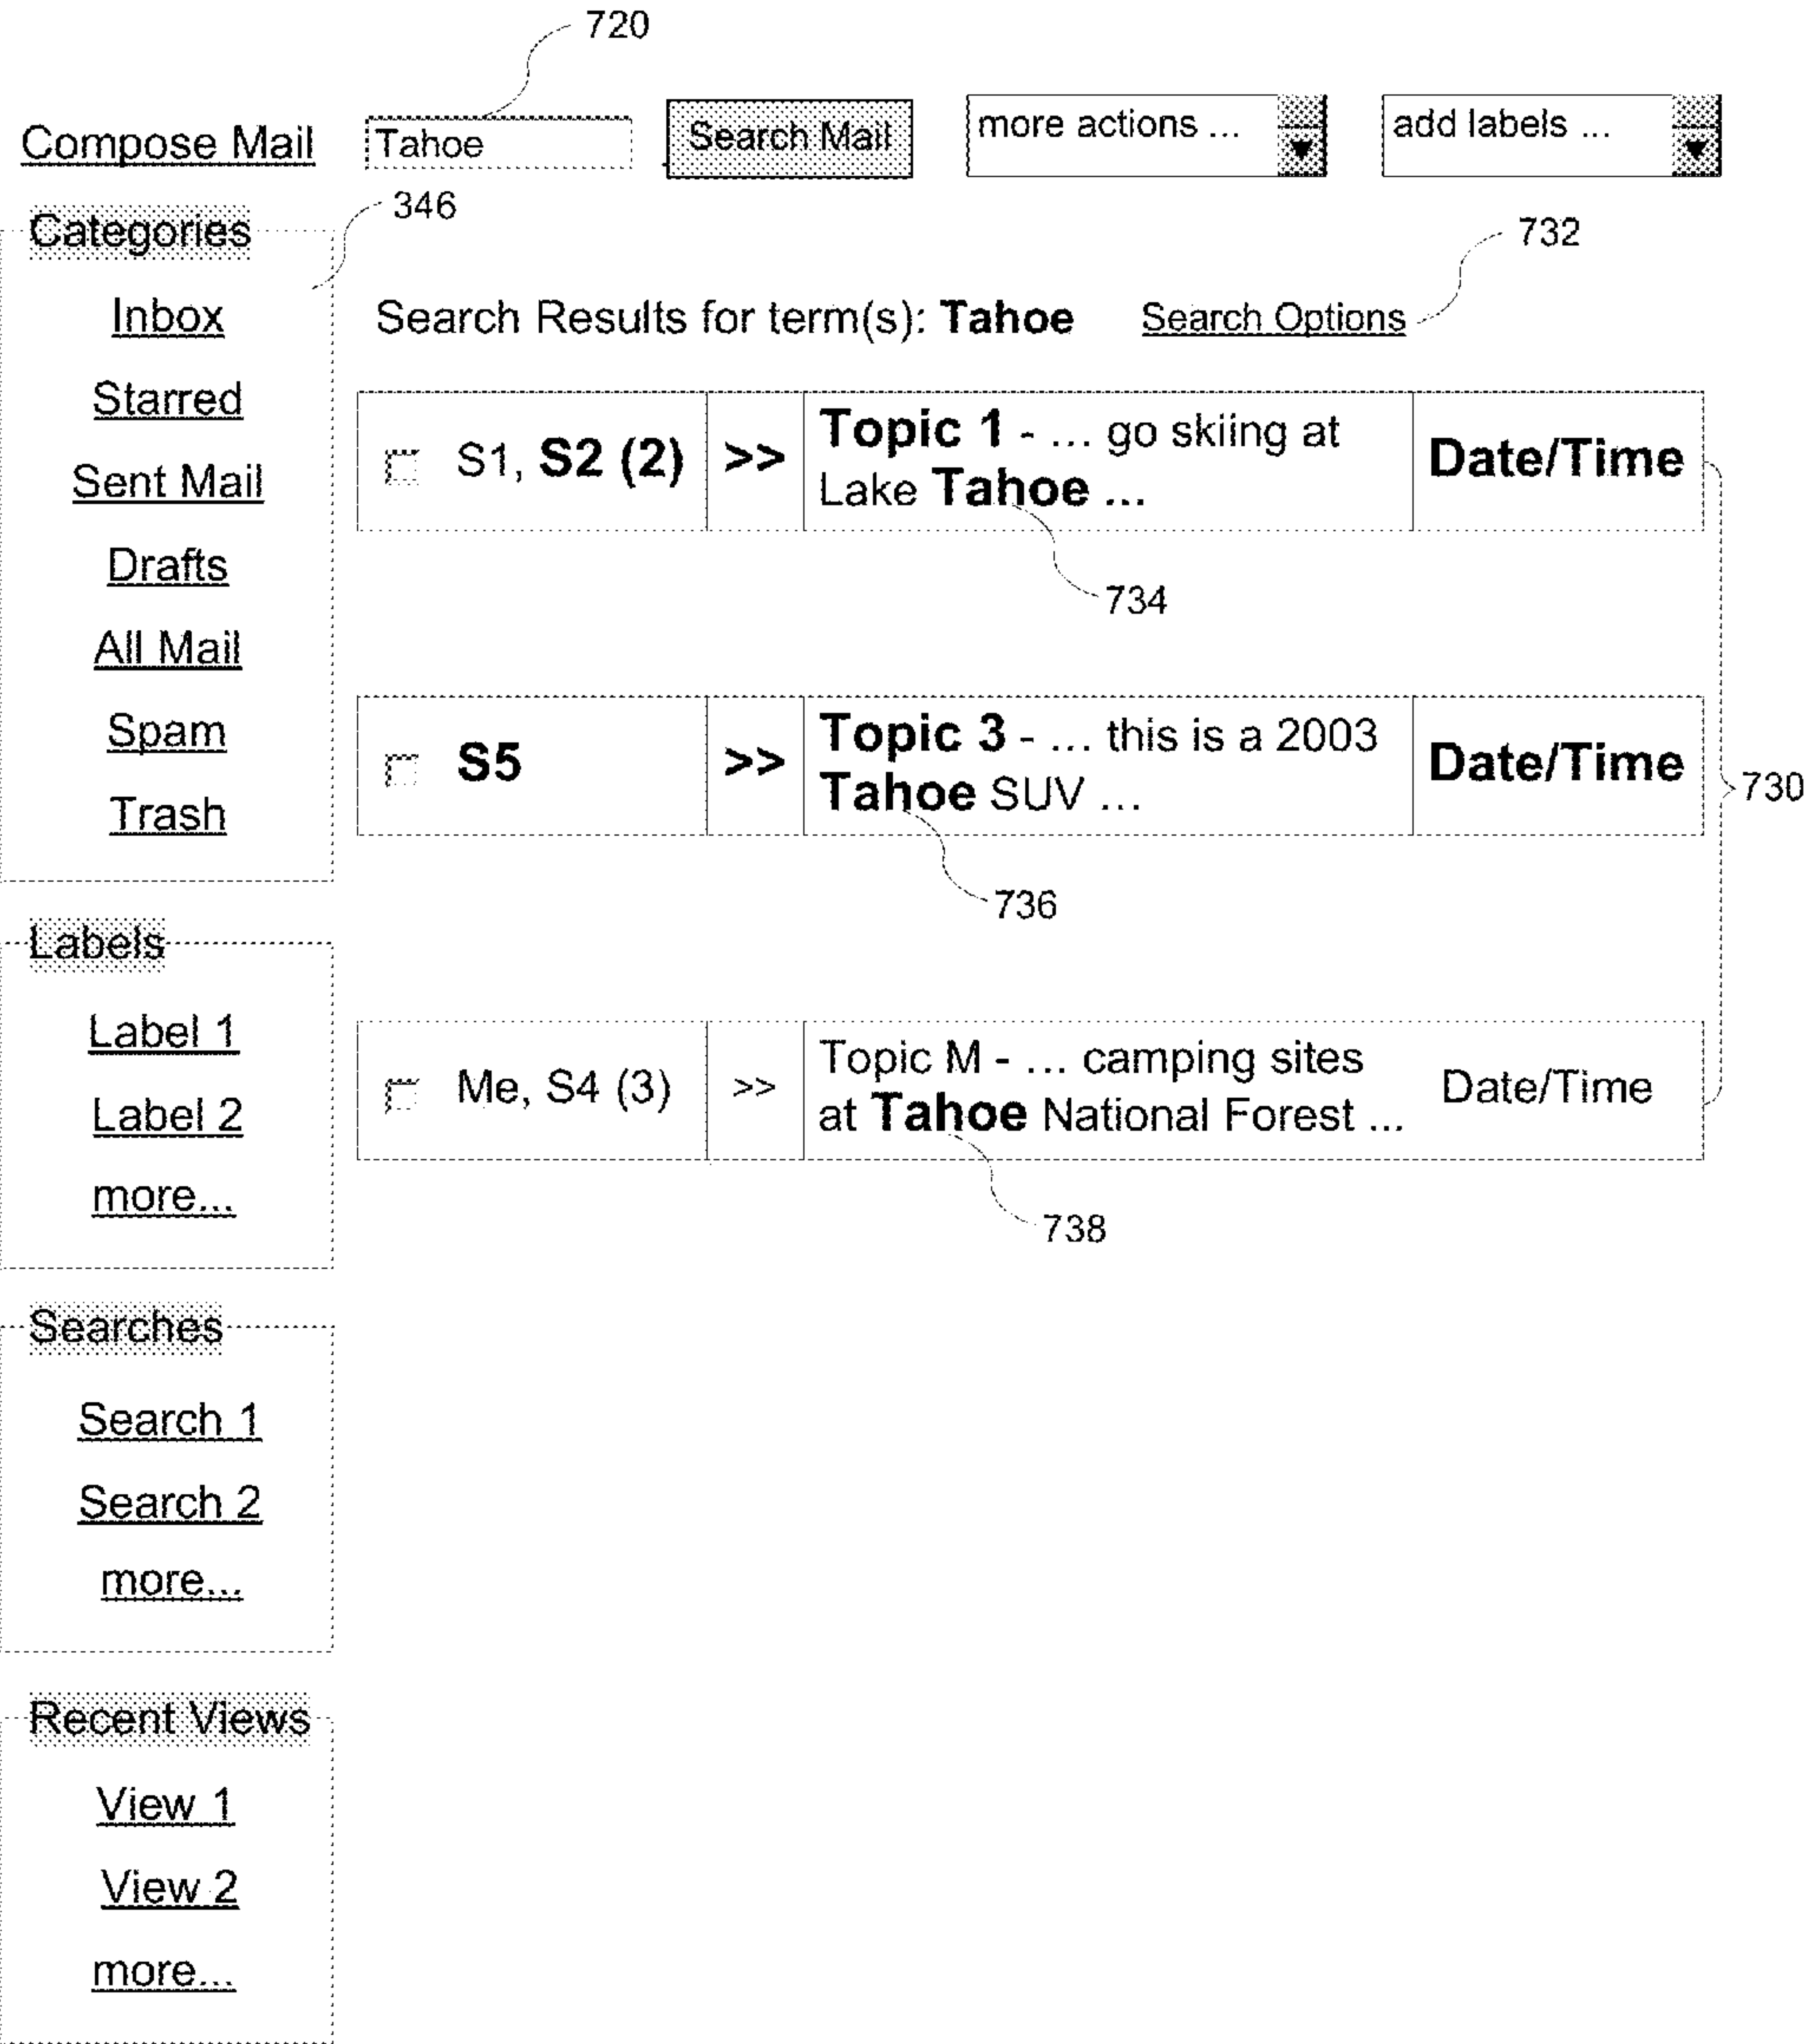 720
Compose Mail Tahoe Search Mail more actions ... add labels ...
346
Categories
732
Inbox
Search Results for term(s): Tahoe Search Options
Starred
S1, S2 (2) >> Topic 1 - ... go skiing at Date/Time
Lake Tahoe ...
Sent Mail
Drafts
734
All Mail
Spam
S5 >> Topic 3 - ... this is a 2003 Date/Time
Tahoe SUV ...
730
Trash
736
Labels
Label 1
Me, S4 (3) >> Topic M - ... camping sites Date/Time
at Tahoe National Forest ...
Label 2
more...
738
Searches
Search 1
Search 2
more...
Recent Views
View 1
View 2
more...